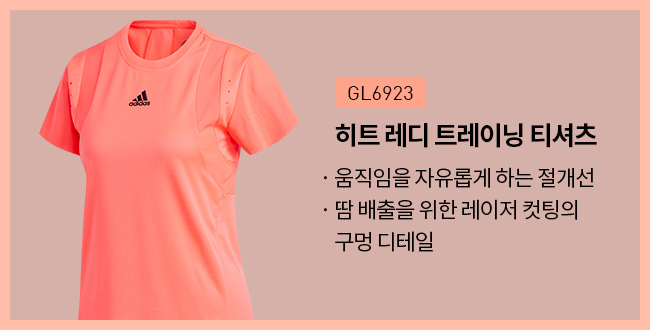 adidas
GL6923
히트 레디 트레이닝 티셔츠
· 움직임을 자유롭게 하는 절개선
· 땀 배출을 위한 레이저 컷팅의
구멍 디테일